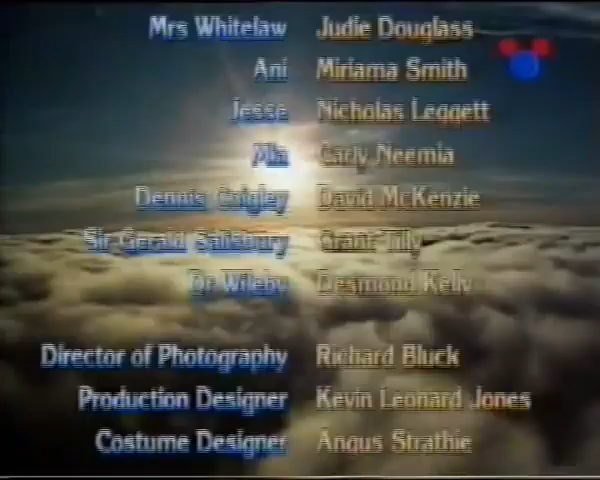 Mrs Whitelaw Judie Douglass
Ani Miriama Smith
Jesse Nicholas Leggett
Mia Carly Neemia
Dennis Quigley David McKenzie
Sir Gerald Salisbury Grant Tilly
Dr Wileby Desmond Kelly
Director of Photography Richard Bluck
Production Designer Kevin Leonard Jones
Costume Designer Angus Strathie